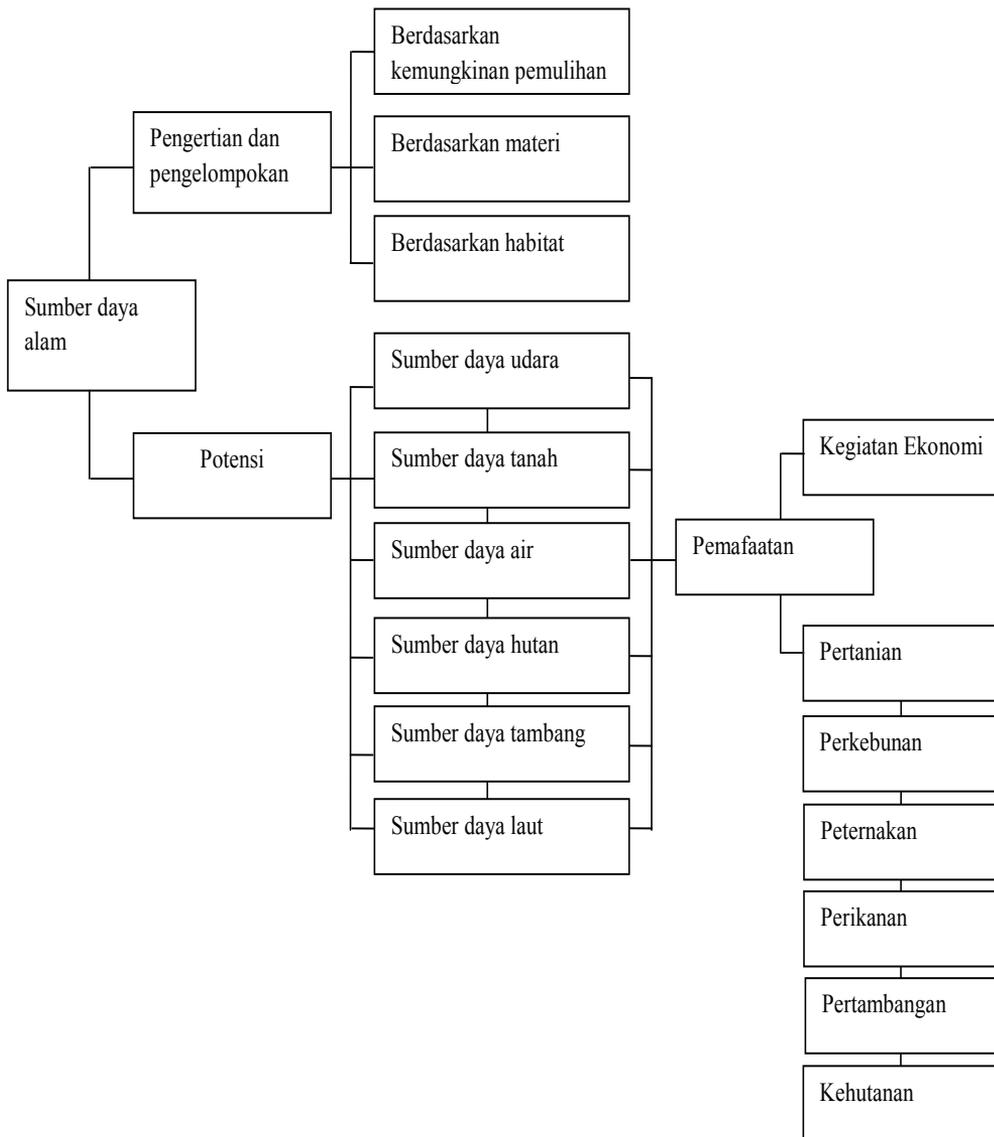 Berdasarkan
kemungkinan pemulihan
Pengertian dan
pengelompokan
Berdasarkan materi
Berdasarkan habitat
Sumber daya
alam
Potensi
Sumber daya udara
Sumber daya tanah
Sumber daya air
Sumber daya hutan
Sumber daya tambang
Sumber daya laut
Pemafaatan
Kegiatan Ekonomi
Pertanian
Perkebunan
Peternakan
Perikanan
Pertambangan
Kehutanan